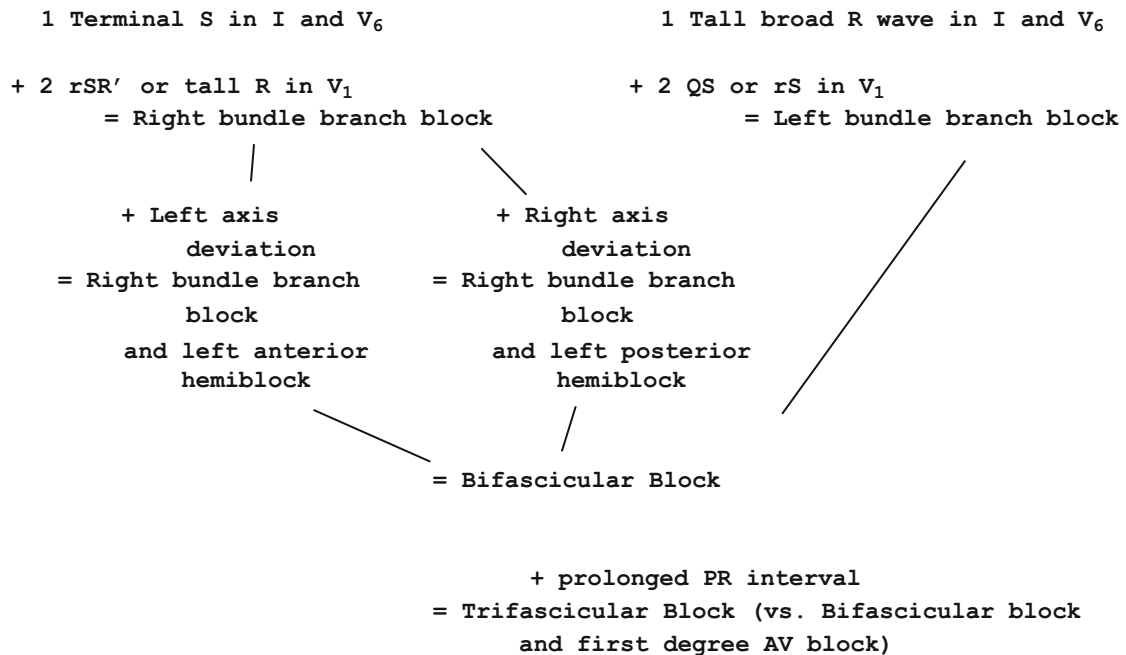 1 Terminal S in I and V6
+ 2 rSR’ or tall R in V1
= Right bundle branch block
1 Tall broad R wave in I and V6
+ 2 QS or rS in V1
= Left bundle branch block
+ Left axis
deviation
= Right bundle branch
block
and left anterior
hemiblock
+ Right axis
deviation
= Right bundle branch
block
and left posterior
hemiblock
= Bifascicular Block
+ prolonged PR interval
= Trifascicular Block (vs. Bifascicular block
and first degree AV block)